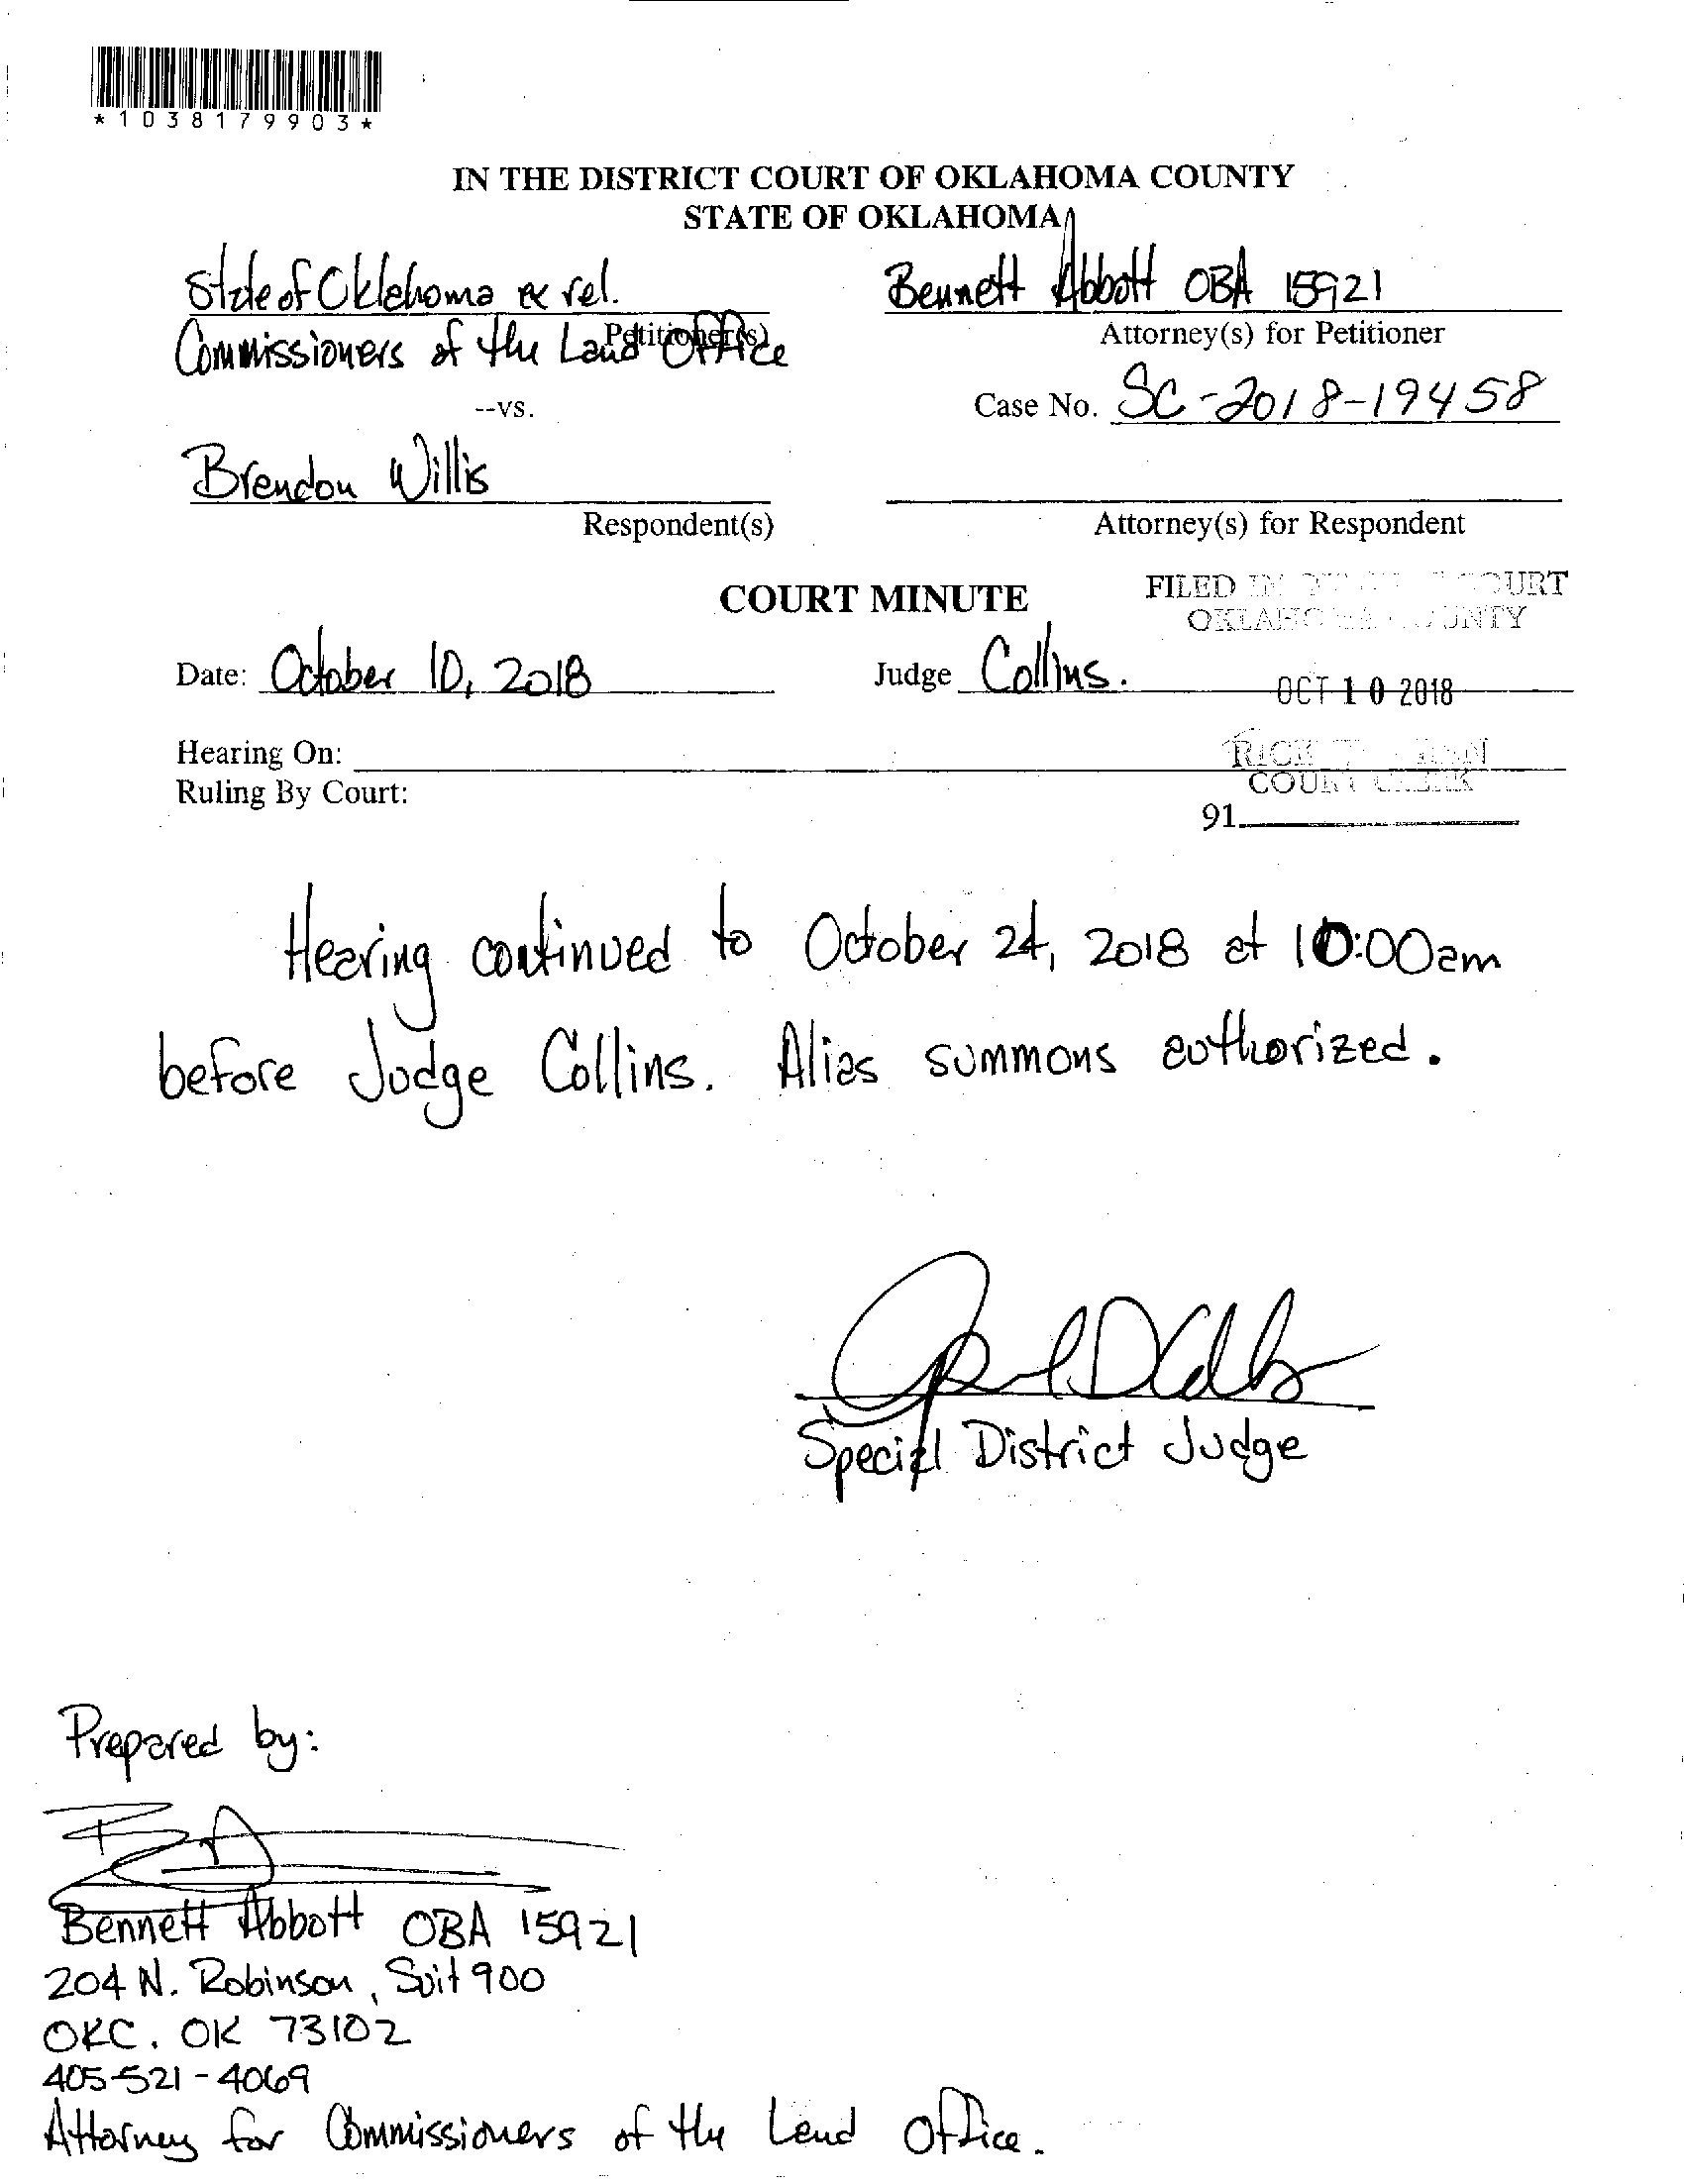 *1038179903*
IN THE DISTRICT COURT OF OKLAHOMA COUNTY
STATE OF OKLAHOMA
State of Oklahoma ex rel.
Commissioners of the Land Office
Petitioner(s)
Bennett Abbott OBA 15921
Attorney(s) for Petitioner
--vs.
Case No. SC-2018-19458
Brendon Willis
Respondent(s)
Attorney(s) for Respondent
COURT MINUTE
FILED IN COURT
OKLAHOMA COUNTY
Date: October 10, 2018
Judge Collins.
OCT 10 2018
Hearing On:
RICK
COURT CLERK
Ruling By Court:
91
Hearing continued to October 24, 2018 at 10:00am
before Judge Collins. Alias summons authorized.
Special District Judge
Prepared by:
Bennett Abbott OBA 15921
204 N. Robinson, Suit 900
OKC. OK 73102
405-521-4069
Attorney for Commissioners of the Land Office.